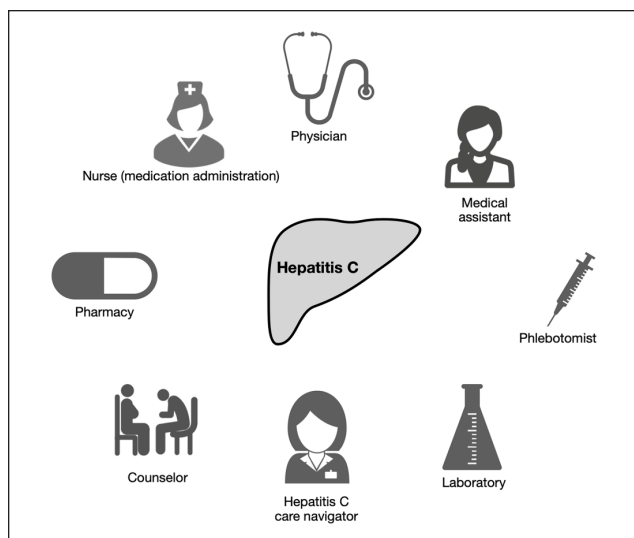 Physician
Nurse (medication administration)
Medical
assistant
Hepatitis C
Pharmacy
Phlebotomist
Counselor
Hepatitis C
care navigator
Laboratory